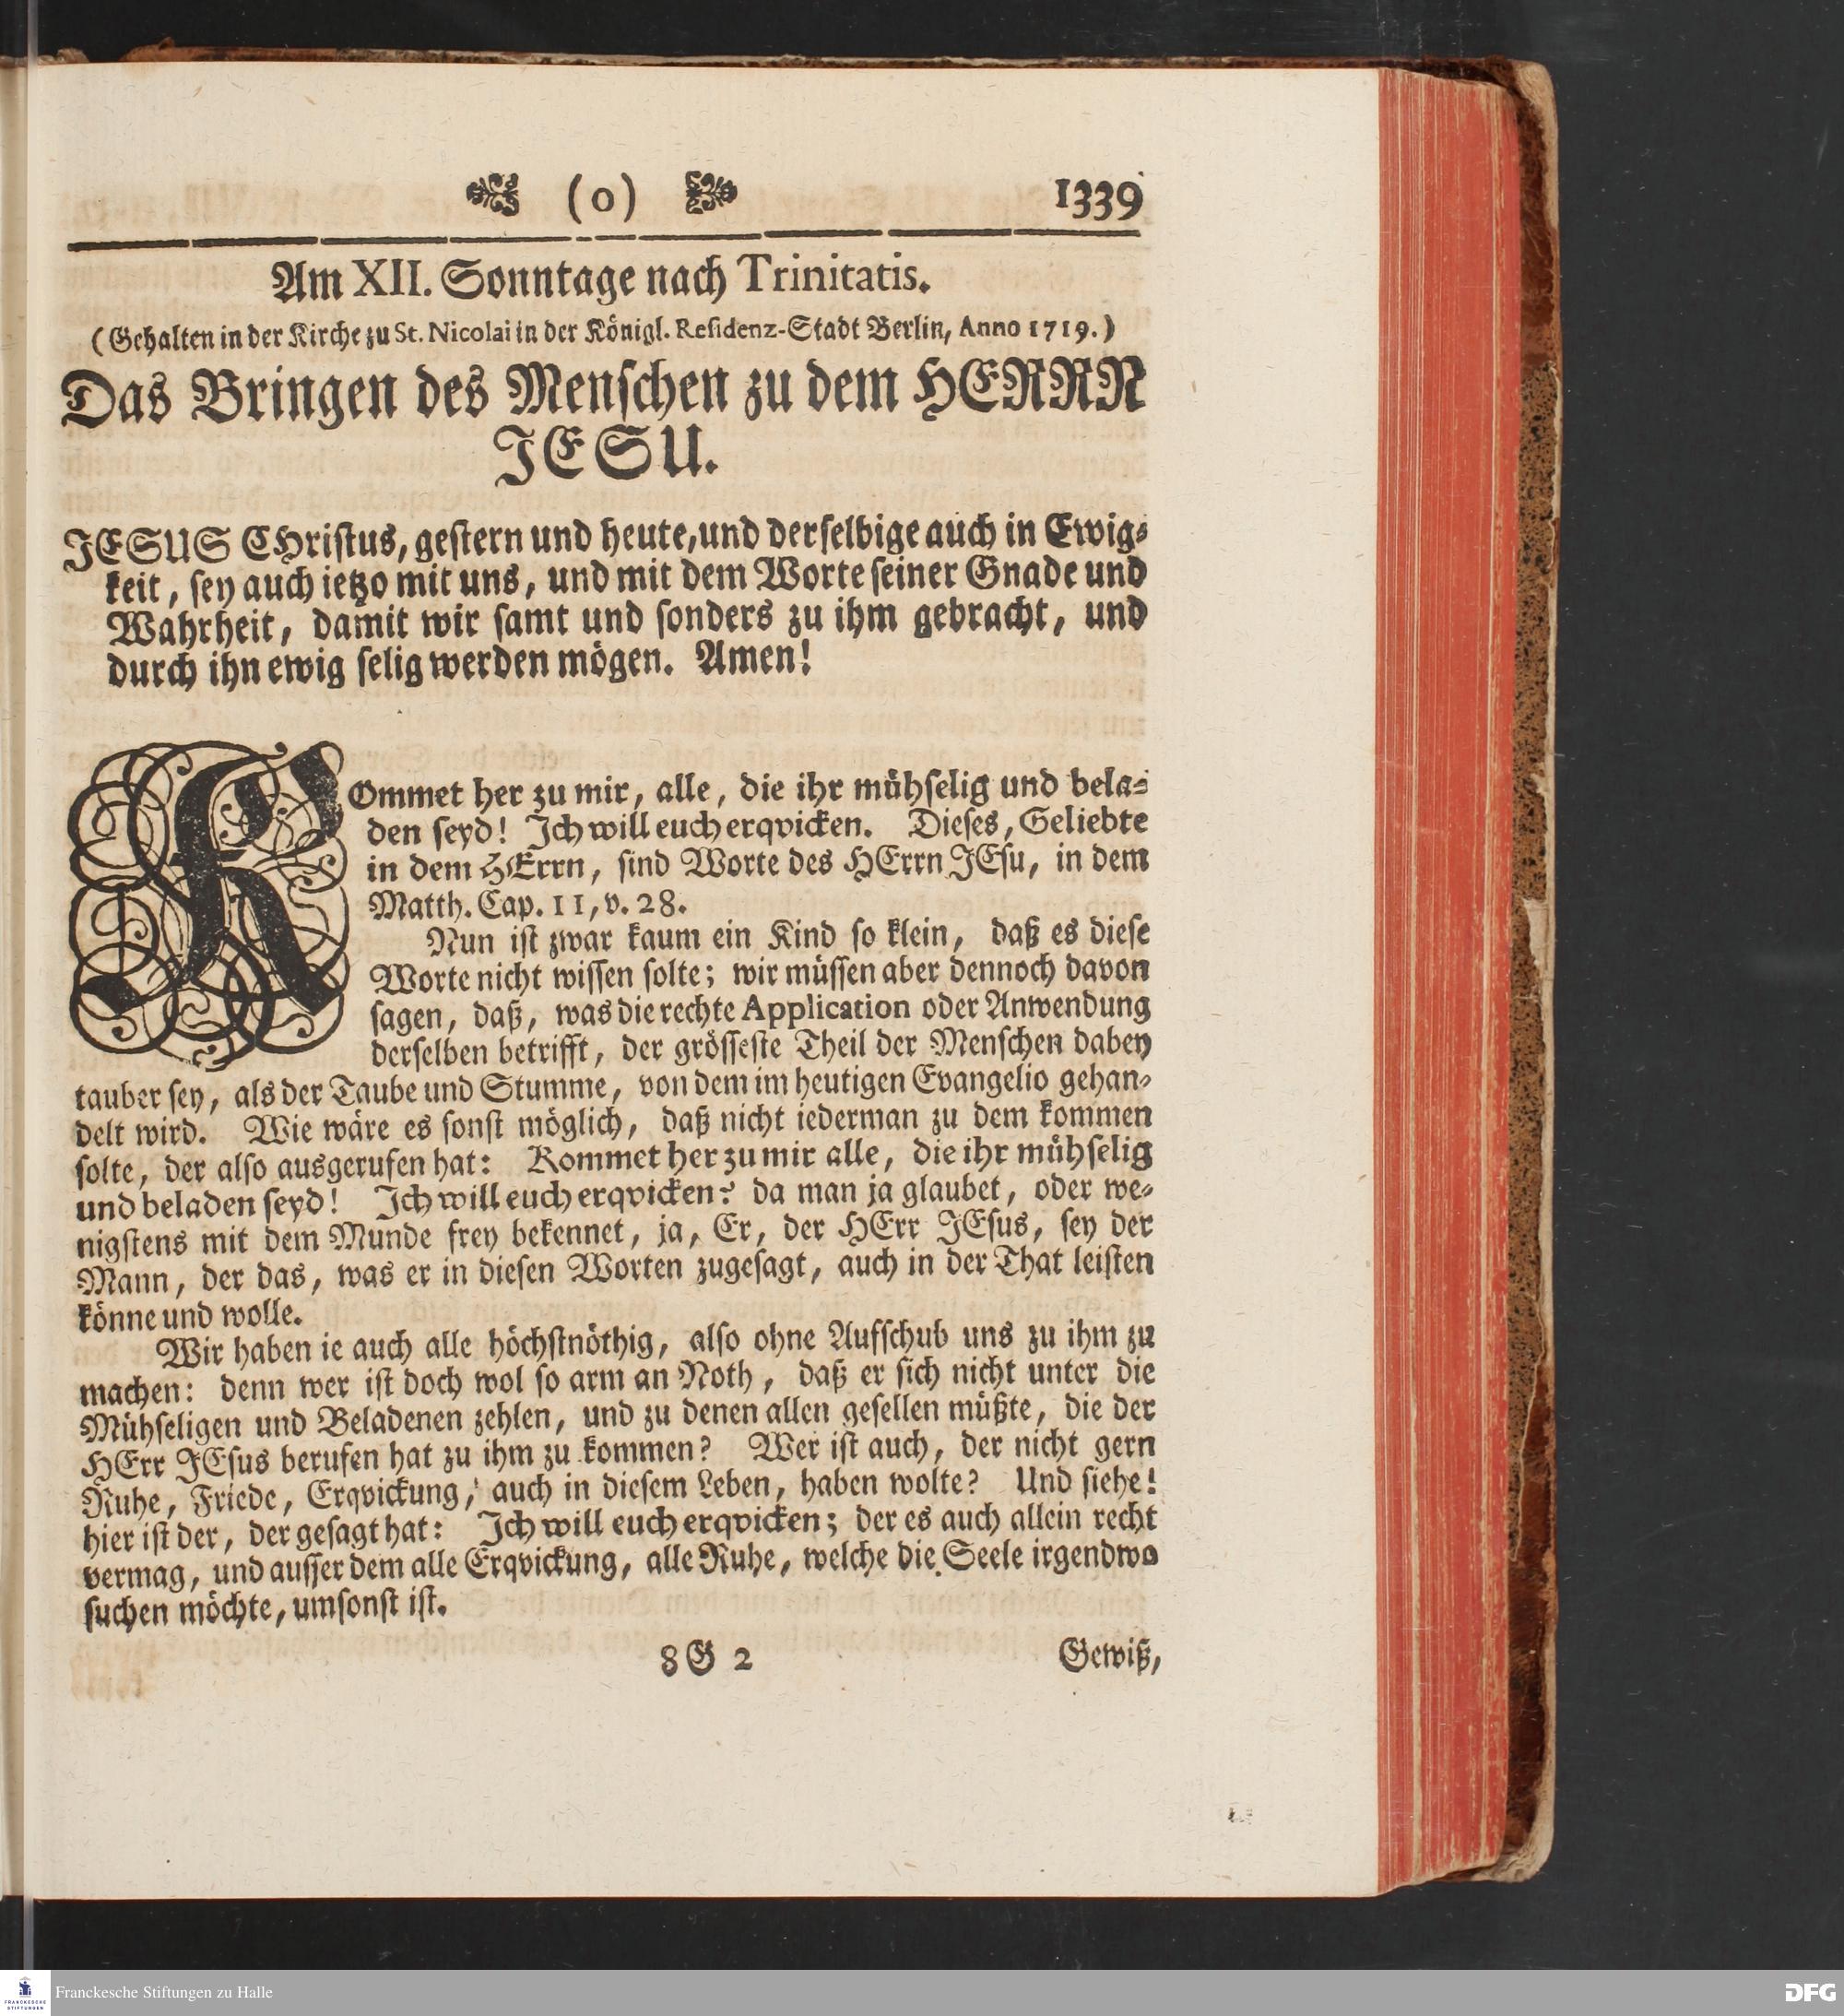 (o) 1339
Am XII. Sonntage nach Trinitatis.
(Gehalten in der Kirche zu St. Nicolai in der Königl. Residenz-Stadt Berlin, Anno 1719.)
Das Bringen des Menschen zu dem HERRN
JESU.
JESUS CHristus, gestern und heute, und derselbige auch in Ewig-
keit, sey auch ietzo mit uns, und mit dem Worte seiner Gnade und
Wahrheit, damit wir samt und sonders zu ihm gebracht, und
durch ihn ewig selig werden mögen. Amen!
KOmmet her zu mir, alle, die ihr mühselig und bela-
den seyd! Ich will euch erqvicken. Dieses, Geliebte
in dem HErrn, sind Worte des HErrn JEsu, in dem
Matth. Cap. 11, v. 28.
Nun ist zwar kaum ein Kind so klein, daß es diese
Worte nicht wissen solte; wir müssen aber dennoch davon
sagen, daß, was die rechte Application oder Anwendung
derselben betrifft, der grösseste Theil der Menschen dabey
tauber sey, als der Taube und Stumme, von dem im heutigen Evangelio gehan-
delt wird. Wie wäre es sonst möglich, daß nicht iederman zu dem kommen
solte, der also ausgerufen hat: Kommet her zu mir alle, die ihr mühselig
und beladen seyd! Ich will euch erqvicken? da man ja glaubet, oder we-
nigstens mit dem Munde frey bekennet, ja, Er, der HErr JEsus, sey der
Mann, der das, was er in diesen Worten zugesagt, auch in der That leisten
könne und wolle.
Wir haben ie auch alle höchstnöthig, also ohne Aufschub uns zu ihm zu
machen: denn wer ist doch wol so arm an Noth, daß er sich nicht unter die
Mühseligen und Beladenen zehlen, und zu denen allen gesellen müßte, die der
HErr JEsus berufen hat zu ihm zu kommen? Wer ist auch, der nicht gern
Ruhe, Friede, Erqvickung, auch in diesem Leben, haben wolte? Und siehe!
hier ist der, der gesagt hat: Ich will euch erqvicken; der es auch allein recht
vermag, und ausser dem alle Erqvickung, alle Ruhe, welche die Seele irgendwo
suchen möchte, umsonst ist.
8G 2 Gewiß,
FRANCKESCHE STIFTUNGEN
Franckesche Stiftungen zu Halle
DFG